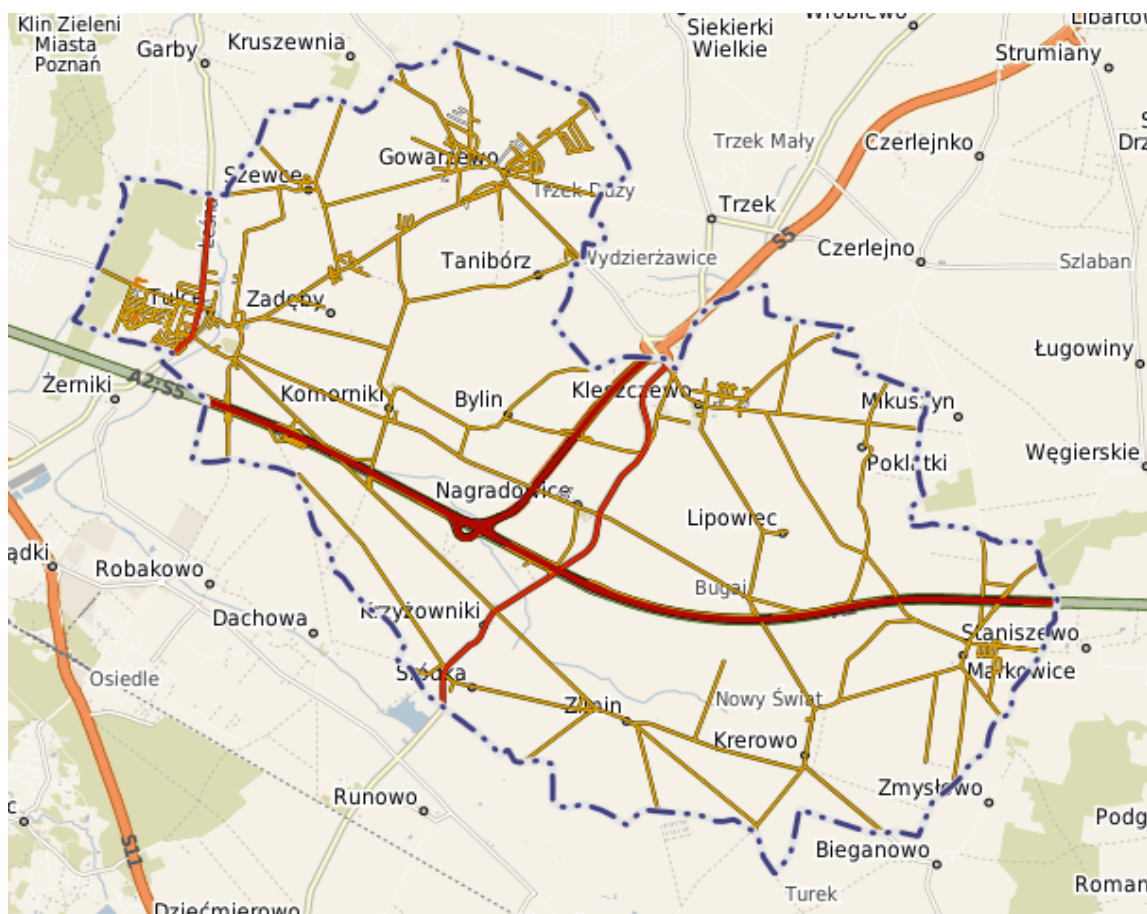 Klin Zieleni
Miasta
Poznań
Garby
Kruszewnia
Siekierki
Wielkie
Strumiany
Gowarzewo
Trzek Mały
Czerlejnko
Szewce
Trzek Duży
Trzek
Leśna
Tanibórz
Wydzierżawice
S5
Czerlejno
Szlaban
Tulce
Zadęby
Żerniki
A2;S5
Komorniki
Bylin
Kleszczewo
Ługowiny
Mikuszyn
Węgierskie
Pokłatki
Nagradowice
Lipowiec
Robakowo
Bugaj
Dachowa
Krzyżowniki
Staniszewo
Markowice
Osiedle
Śródka
Nowy Świat
Zimin
Krerowo
Runowo
Zmysłowo
S11
Bieganowo
Turek
Dziećmierowo